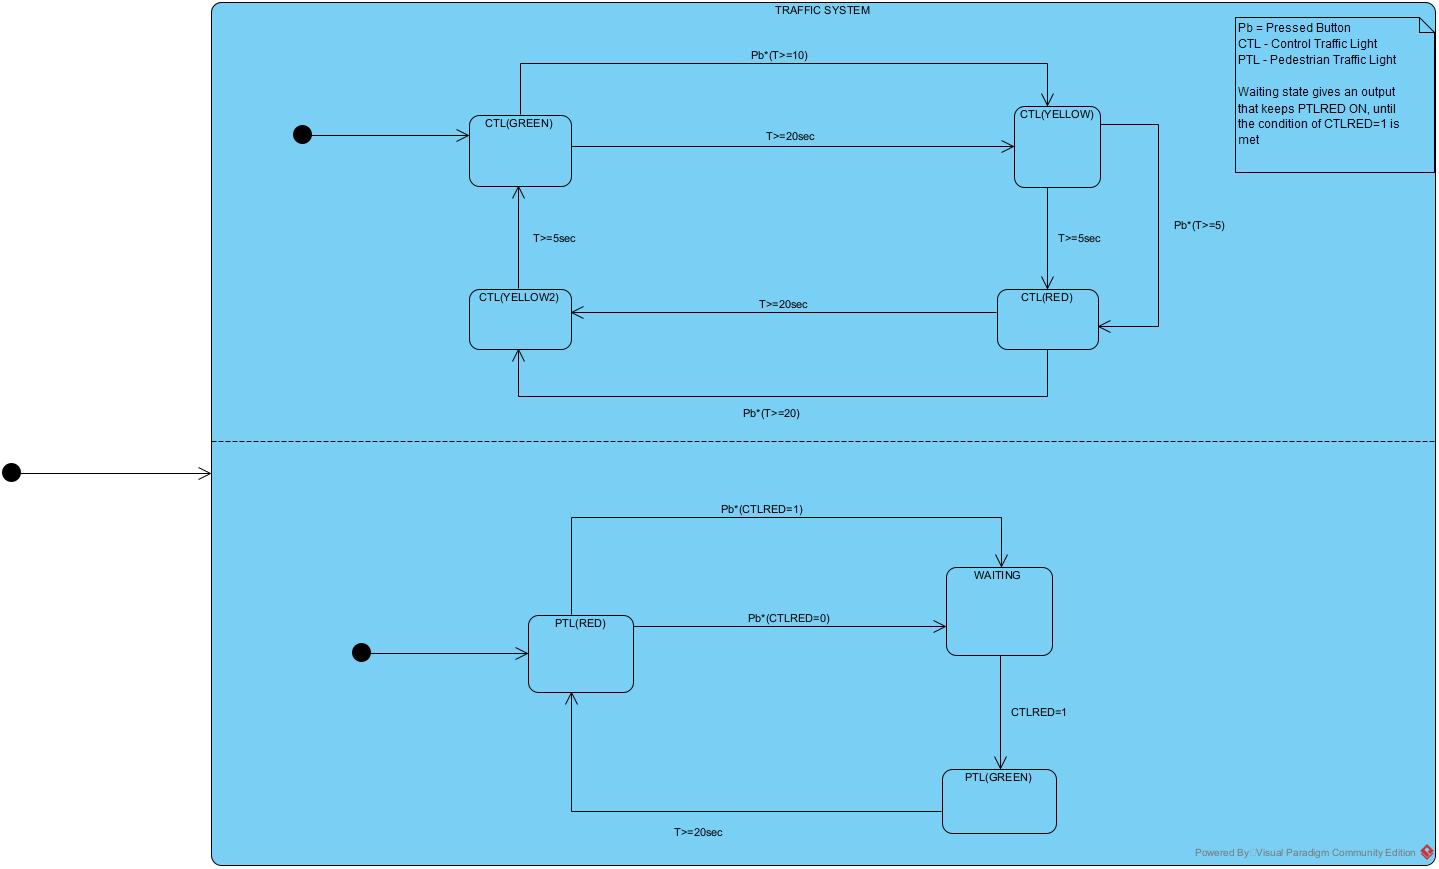 TRAFFIC SYSTEM
Pb = Pressed Button
CTL - Control Traffic Light
PTL - Pedestrian Traffic Light
Waiting state gives an output
that keeps PTLRED ON, until
the condition of CTLRED=1 is
met
Pb*(T>=10)
CTL(GREEN)
CTL(YELLOW)
T>=20sec
Pb*(T>=5)
T>=5sec
T>=5sec
CTL(YELLOW2)
CTL(RED)
T>=20sec
Pb*(T>=20)
Pb*(CTLRED=1)
WAITING
PTL(RED)
Pb*(CTLRED=0)
CTLRED=1
PTL(GREEN)
T>=20sec
Powered By Visual Paradigm Community Edition